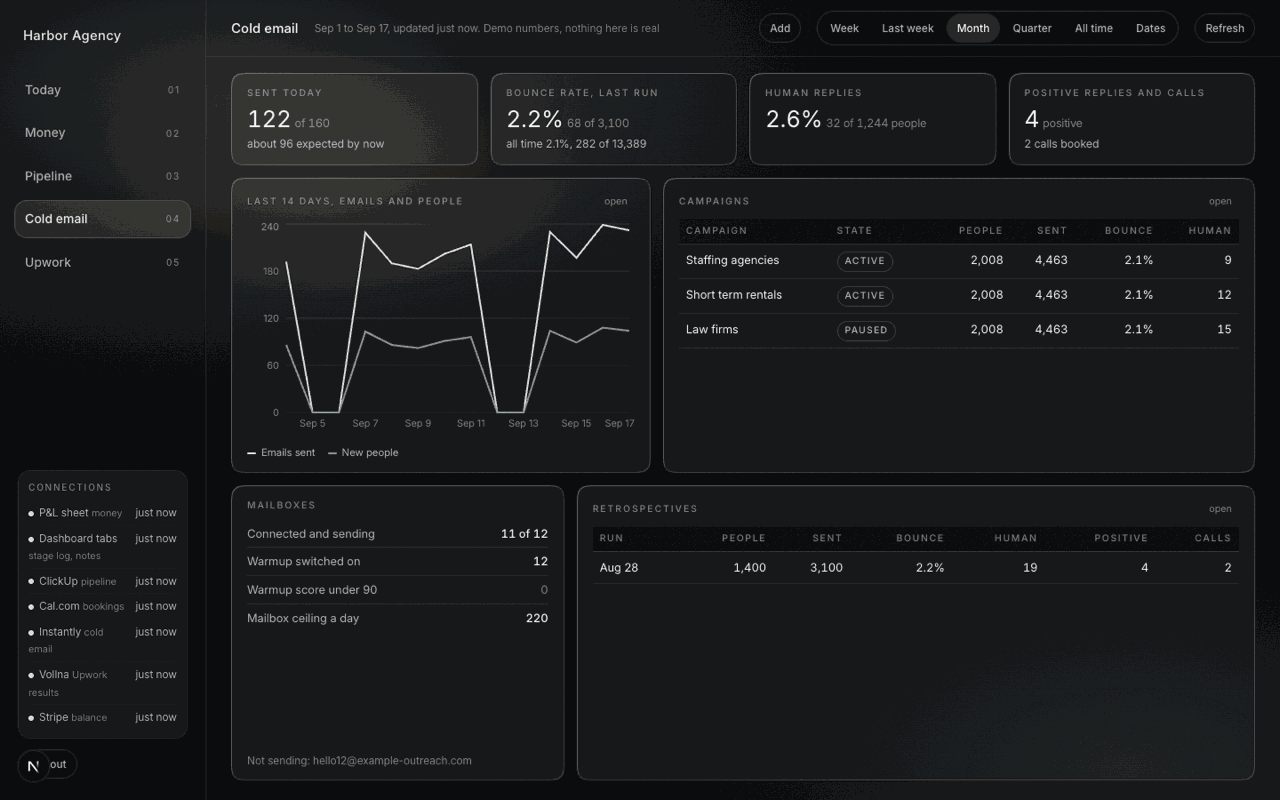 Harbor Agency
Today 01
Money 02
Pipeline 03
Cold email 04
Upwork 05
CONNECTIONS
P&L sheet money just now
Dashboard tabs just now
stage log, notes
ClickUp pipeline just now
Cal.com bookings just now
Instantly cold just now
email
Vollna Upwork just now
results
Stripe balance just now
N out
Cold email Sep 1 to Sep 17, updated just now. Demo numbers, nothing here is real
Add Week Last week Month Quarter All time Dates Refresh
SENT TODAY
122 of 160
about 96 expected by now
BOUNCE RATE, LAST RUN
2.2% 68 of 3,100
all time 2.1%, 282 of 13,389
HUMAN REPLIES
2.6% 32 of 1,244 people
POSITIVE REPLIES AND CALLS
4 positive
2 calls booked
LAST 14 DAYS, EMAILS AND PEOPLE open
240
180
120
60
0
Sep 5 Sep 7 Sep 9 Sep 11 Sep 13 Sep 15 Sep 17
Emails sent New people
CAMPAIGNS open
CAMPAIGN STATE PEOPLE SENT BOUNCE HUMAN
Staffing agencies ACTIVE 2,008 4,463 2.1% 9
Short term rentals ACTIVE 2,008 4,463 2.1% 12
Law firms PAUSED 2,008 4,463 2.1% 15
MAILBOXES
Connected and sending 11 of 12
Warmup switched on 12
Warmup score under 90 0
Mailbox ceiling a day 220
Not sending: hello12@example-outreach.com
RETROSPECTIVES open
RUN PEOPLE SENT BOUNCE HUMAN POSITIVE CALLS
Aug 28 1,400 3,100 2.2% 19 4 2